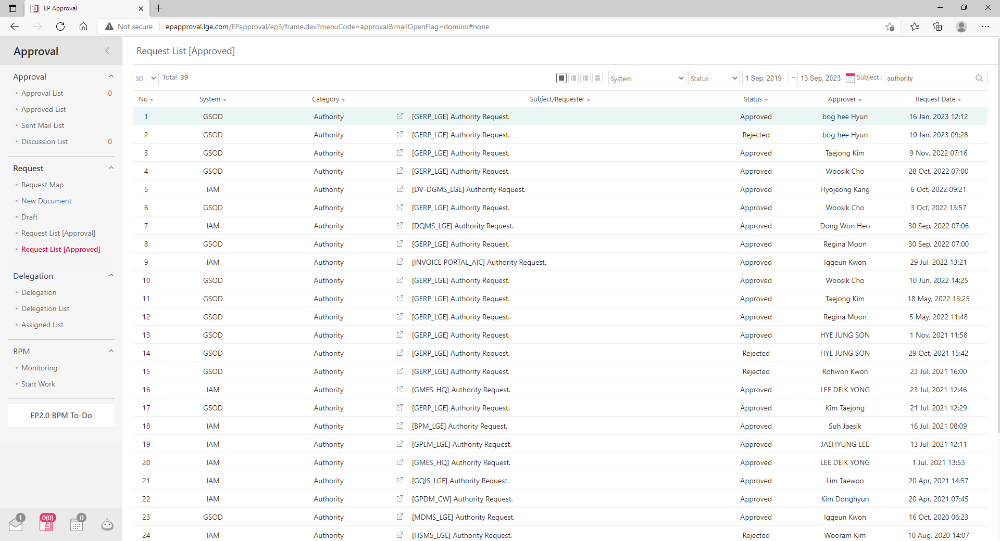 EP Approval
Not secure epapproval.lge.com/EPapproval/ep3/frame.dev?menuCode=approval&mailOpenFlag=domino#none
Approval
Approval
Approval List 0
Approved List
Sent Mail List
Discussion List 0
Request
Request Map
New Document
Draft
Request List [Approval]
Request List [Approved]
Delegation
Delegation
Delegation List
Assigned List
BPM
Monitoring
Start Work
EP2.0 BPM To-Do
1 0(0) 0
Request List [Approved]
30 Total 39 System Status 1 Sep, 2019 ~ 13 Sep, 2023 Subject : authority
No System Category Subject/Requester Status Approver Request Date
1 GSOD Authority [GERP_LGE] Authority Request. Approved bog hee Hyun 16 Jan, 2023 12:12
2 GSOD Authority [GERP_LGE] Authority Request. Rejected bog hee Hyun 10 Jan, 2023 09:28
3 GSOD Authority [GERP_LGE] Authority Request. Approved Taejong Kim 9 Nov, 2022 07:16
4 GSOD Authority [GERP_LGE] Authority Request. Approved Woosik Cho 28 Oct, 2022 07:00
5 IAM Authority [DV-DGMS_LGE] Authority Request. Approved Hyojeong Kang 6 Oct, 2022 09:21
6 GSOD Authority [GERP_LGE] Authority Request. Approved Woosik Cho 3 Oct, 2022 13:57
7 IAM Authority [DQMS_LGE] Authority Request. Approved Dong Won Heo 30 Sep, 2022 07:06
8 GSOD Authority [GERP_LGE] Authority Request. Approved Regina Moon 30 Sep, 2022 07:00
9 IAM Authority [INVOICE PORTAL_AIC] Authority Request. Approved Iggeun Kwon 29 Jul, 2022 13:21
10 GSOD Authority [GERP_LGE] Authority Request. Approved Woosik Cho 10 Jun, 2022 14:25
11 GSOD Authority [GERP_LGE] Authority Request. Approved Taejong Kim 18 May, 2022 13:25
12 GSOD Authority [GERP_LGE] Authority Request. Approved Regina Moon 5 May, 2022 11:48
13 GSOD Authority [GERP_LGE] Authority Request. Approved HYE JUNG SON 1 Nov, 2021 11:58
14 GSOD Authority [GERP_LGE] Authority Request. Rejected HYE JUNG SON 29 Oct, 2021 15:42
15 GSOD Authority [GERP_LGE] Authority Request. Rejected Rohwon Kwon 23 Jul, 2021 16:00
16 IAM Authority [GMES_HQ] Authority Request. Approved LEE DEIK YONG 23 Jul, 2021 12:46
17 GSOD Authority [GERP_LGE] Authority Request. Approved Kim Taejong 21 Jul, 2021 12:29
18 IAM Authority [BPM_LGE] Authority Request. Approved Suh Jaesik 16 Jul, 2021 08:09
19 IAM Authority [GPLM_LGE] Authority Request. Approved JAEHYUNG LEE 13 Jul, 2021 12:11
20 IAM Authority [GMES_HQ] Authority Request. Approved LEE DEIK YONG 1 Jul, 2021 13:53
21 IAM Authority [GQIS_LGE] Authority Request. Approved Lim Taewoo 20 Apr, 2021 14:57
22 IAM Authority [GPDM_CW] Authority Request. Approved Kim Donghyun 20 Apr, 2021 07:45
23 GSOD Authority [MDMS_LGE] Authority Request. Approved Iggeun Kwon 16 Oct, 2020 06:23
24 IAM Authority [HSMS_LGE] Authority Request. Rejected Wooram Kim 10 Aug, 2020 14:07